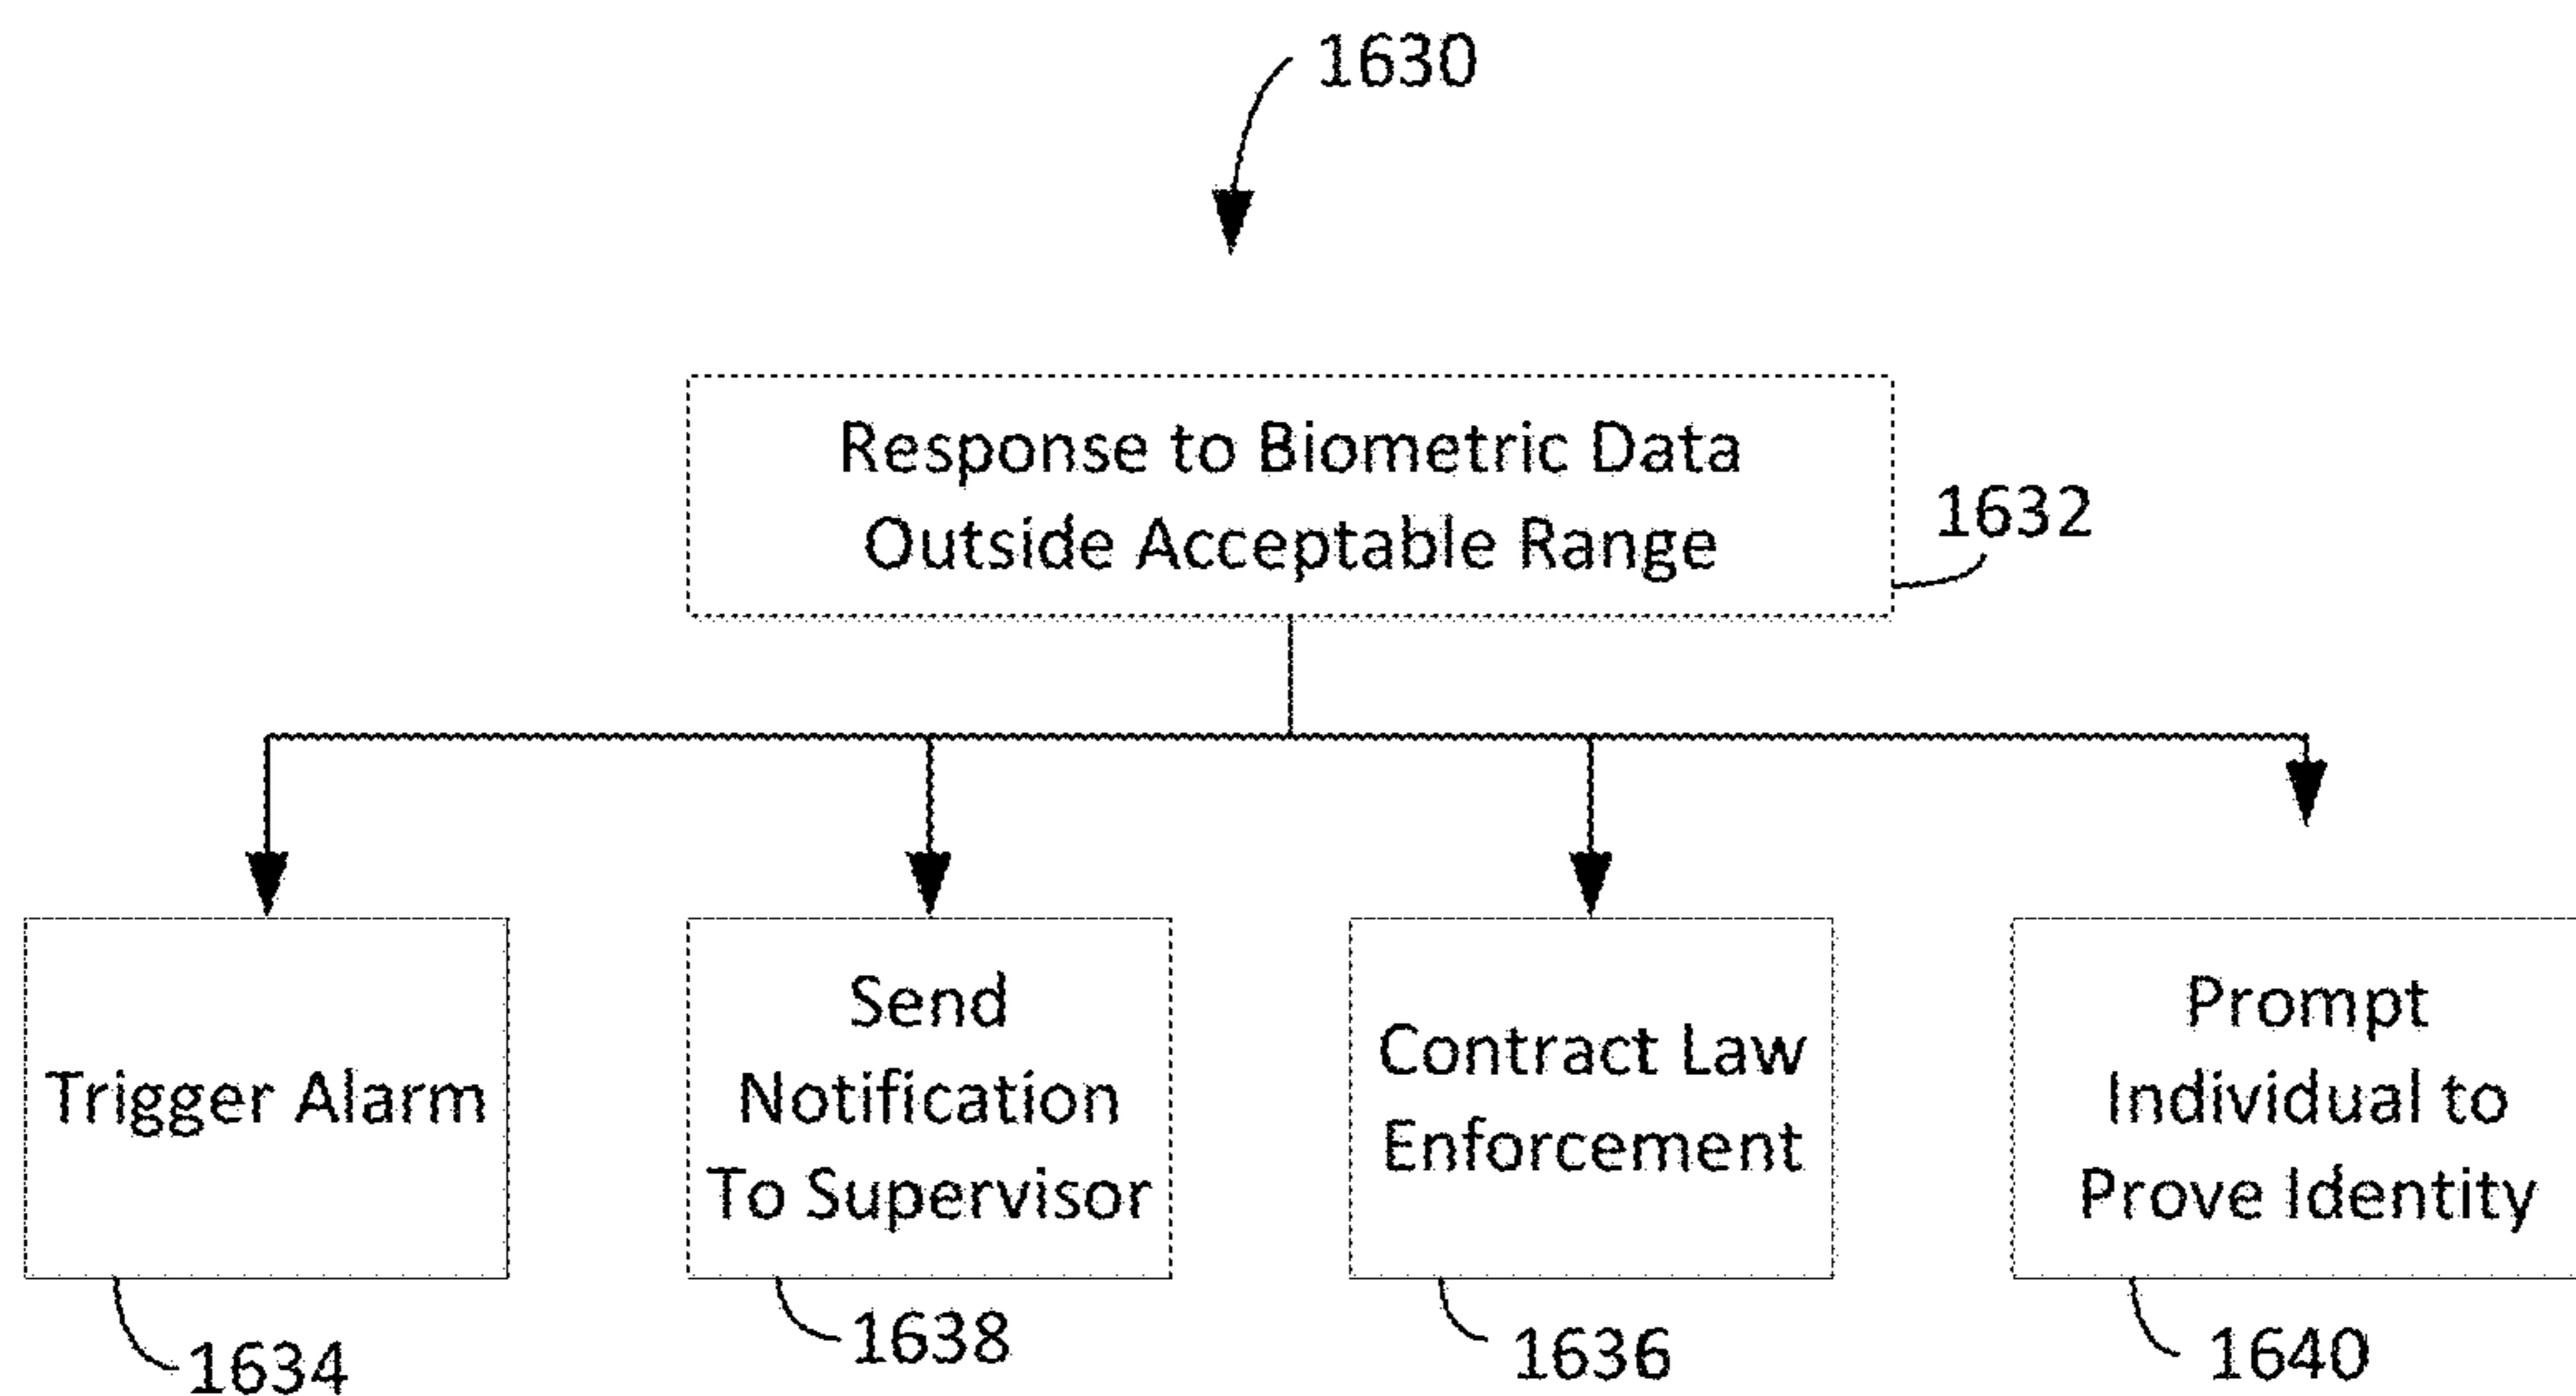 1630
Response to Biometric Data
Outside Acceptable Range
1632
Trigger Alarm
1634
Send
Notification
To Supervisor
1638
Contract Law
Enforcement
1636
Prompt
Individual to
Prove Identity
1640